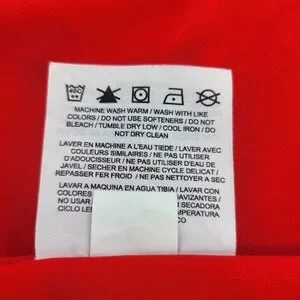 MACHINE WASH WARM / WASH WITH LIKE
COLORS / DO NOT USE SOFTENERS / DO NOT
BLEACH / TUMBLE DRY LOW / COOL IRON / DO
NOT DRY CLEAN
LAVER EN MACHINE A L'EAU TIEDE / LAVER AVEC
COULEURS SIMILAIRES / NE PAS UTILISER
D'ADOUCISSEUR / NE PAS UTILISER D'EAU DE
JAVEL / SECHER EN MACHINE CYCLE DELICAT /
REPASSER FER FROID / NE PAS NETTOYER A SEC
LAVAR A MAQUINA EN AGUA TIBIA / LAVAR CON
COLORES
NO USAR
SECADORA
CICLO